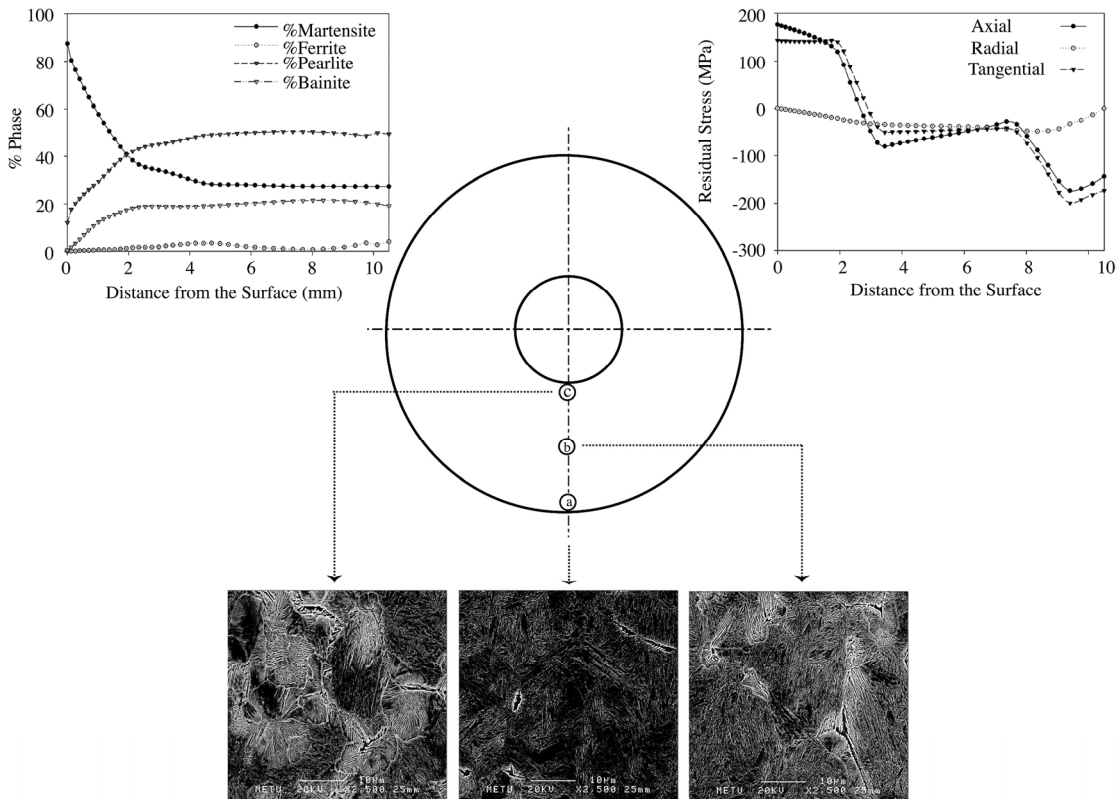 % Phase
100
80
60
40
20
0
0 2 4 6 8 10
Distance from the Surface (mm)
%Martensite
%Ferrite
%Pearlite
%Bainite
Residual Stress (MPa)
200
100
0
-100
-200
-300
0 2 4 6 8 10
Distance from the Surface
Axial
Radial
Tangential
c
b
a
10µm
METU 20KV X2,500 25mm
10µm
METU 20KV X2,500 25mm
10µm
METU 20KV X2,500 25mm